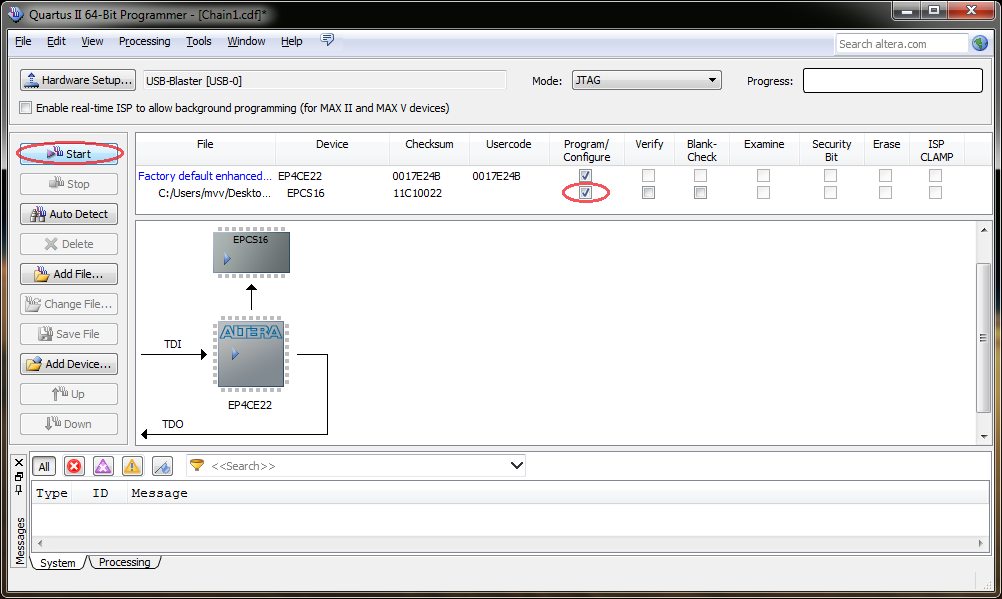 Quartus II 64-Bit Programmer - [Chain1.cdf]*
File Edit View Processing Tools Window Help
Search altera.com
Hardware Setup... USB-Blaster [USB-0] Mode: JTAG Progress:
Enable real-time ISP to allow background programming (for MAX II and MAX V devices)
Start
Stop
Auto Detect
Delete
Add File...
Change File...
Save File
Add Device...
Up
Down
File Device Checksum Usercode Program/ Verify Blank- Examine Security Erase ISP
Configure Check Bit CLAMP
Factory default enhanced... EP4CE22 0017E24B 0017E24B
C:/Users/mvv/Deskto... EPCS16 11C10022
EPCS16
ALTERA
TDI
EP4CE22
TDO
All <<Search>>
Type ID Message
Messages
System Processing